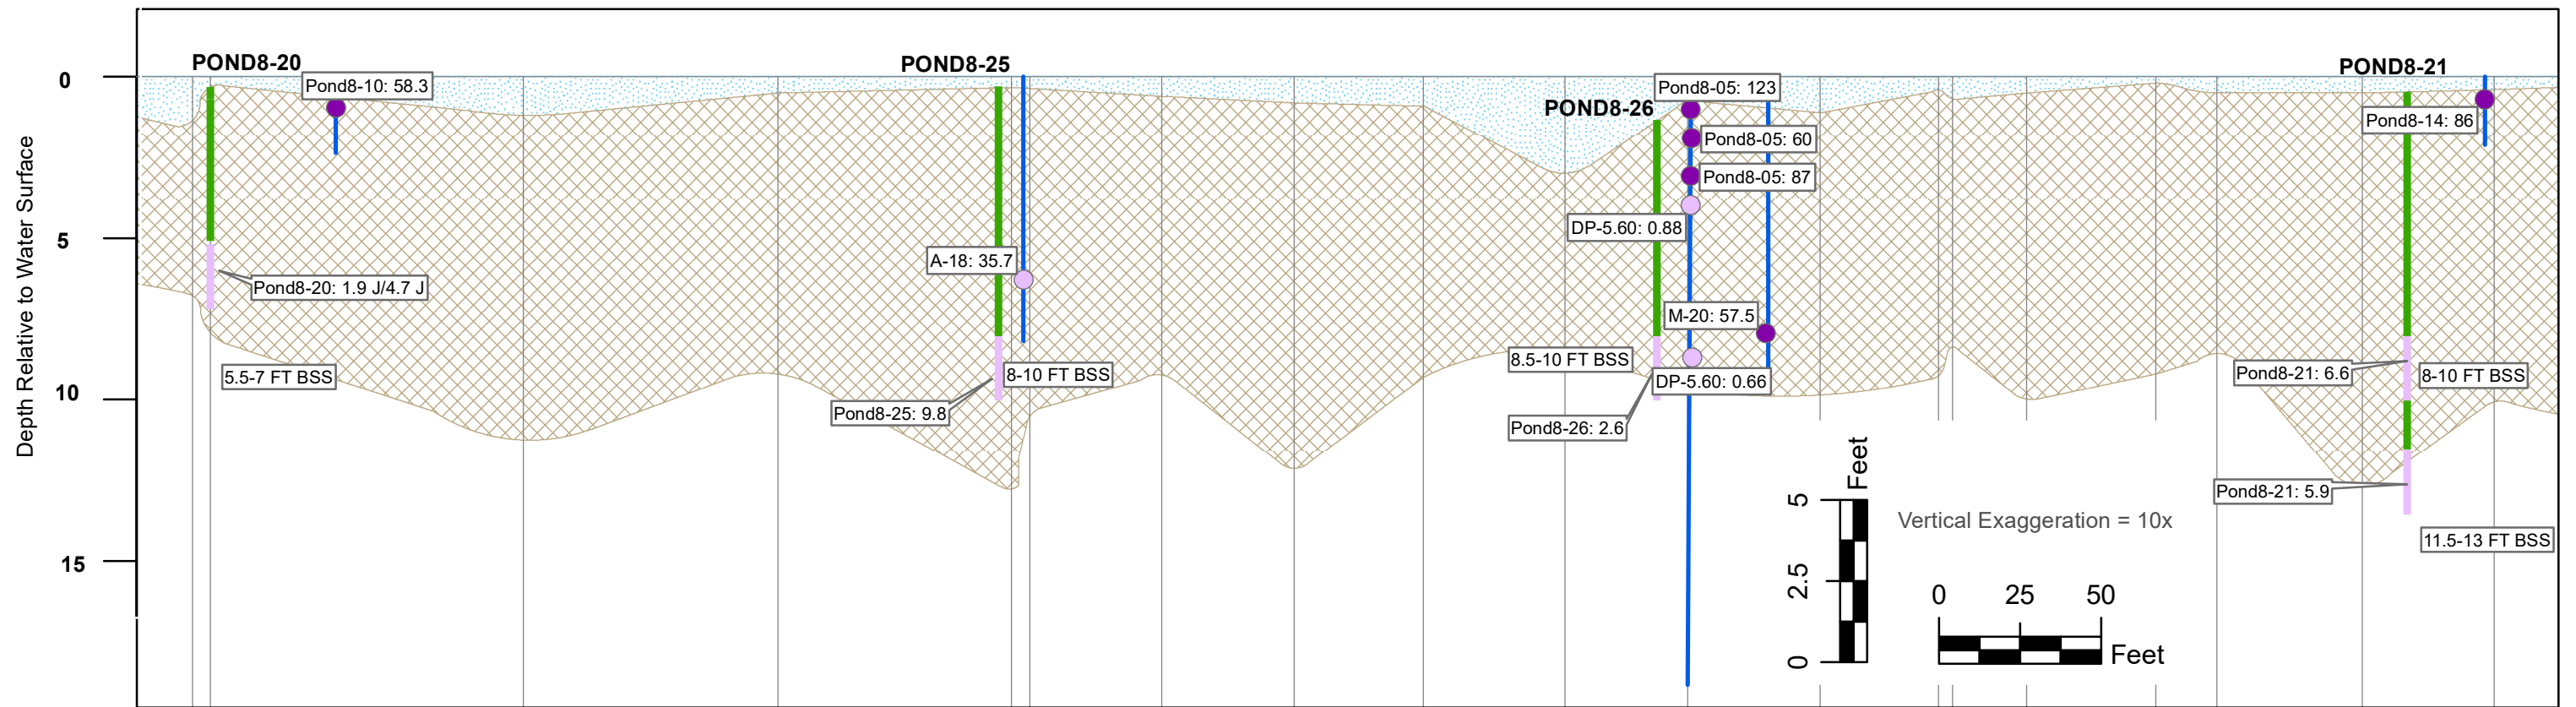 POND8-20
POND8-25
POND8-26
POND8-21
Depth Relative to Water Surface
0
5
10
15
Pond8-10: 58.3
Pond8-20: 1.9 J/4.7 J
5.5-7 FT BSS
A-18: 35.7
8-10 FT BSS
Pond8-25: 9.8
Pond8-05: 123
Pond8-05: 60
Pond8-05: 87
DP-5.60: 0.88
M-20: 57.5
8.5-10 FT BSS
DP-5.60: 0.66
Pond8-26: 2.6
Pond8-14: 86
Pond8-21: 6.6
8-10 FT BSS
Pond8-21: 5.9
11.5-13 FT BSS
Feet
5
2.5
0
Vertical Exaggeration = 10x
0 25 50
Feet